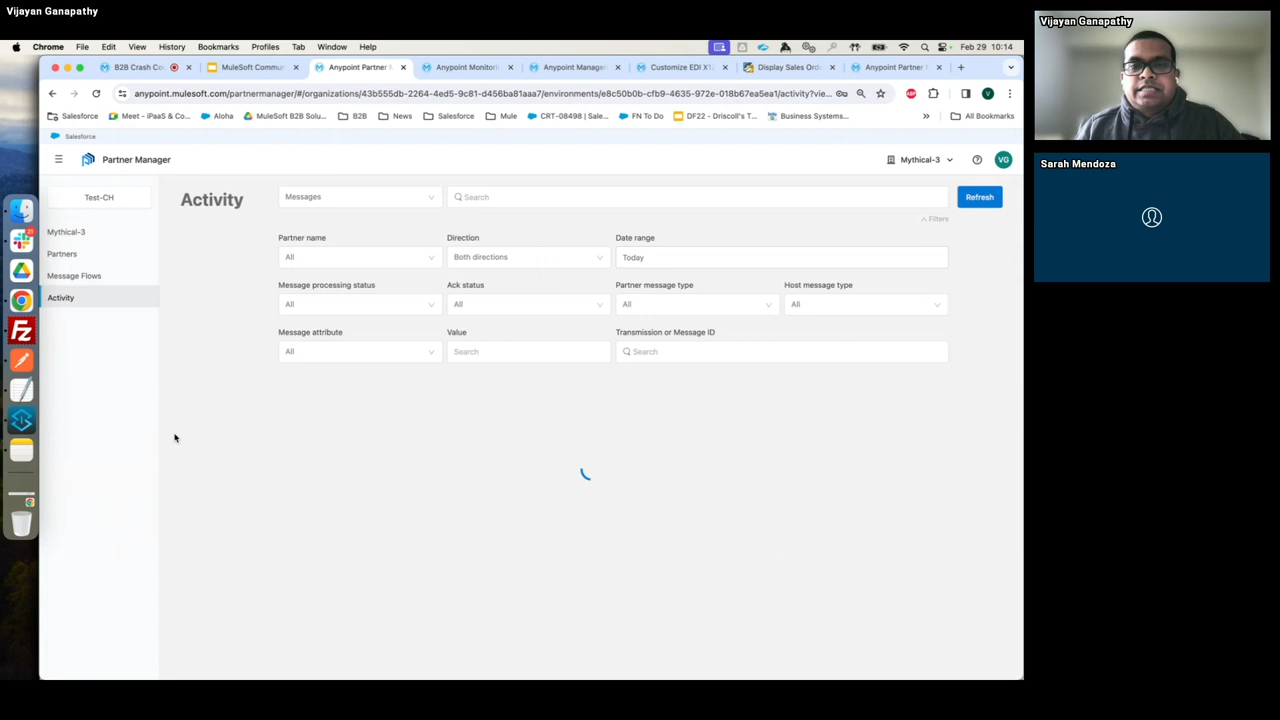 Vijayan Ganapathy
Chrome File Edit View History Bookmarks Profiles Tab Window Help
Feb 29 10:14
B2B Crash Co
MuleSoft Commu
Anypoint Partner
Anypoint Monitori
Anypoint Manage
Customize EDI X1
Display Sales Ord
Anypoint Partner
anypoint.mulesoft.com/partnermanager/#/organizations/43b555db-2264-4ed5-9c81-d456ba81aaa7/environments/e8c50b0b-cfb9-4635-972e-018b67ea5ea1/activity?vie...
Salesforce Meet - iPaaS & Co... Aloha MuleSoft B2B Solu... B2B News Salesforce Mule CRT-08498 | Sale... FN To Do DF22 - Driscoll's T... Business Systems... » All Bookmarks
Salesforce
Partner Manager
Mythical-3
VG
Test-CH
Mythical-3
Partners
Message Flows
Activity
Activity
Messages
Search
Refresh
Filters
Partner name Direction Date range
All Both directions Today
Message processing status Ack status Partner message type Host message type
All All All All
Message attribute Value Transmission or Message ID
All Search Search
21
Vijayan Ganapathy
Sarah Mendoza